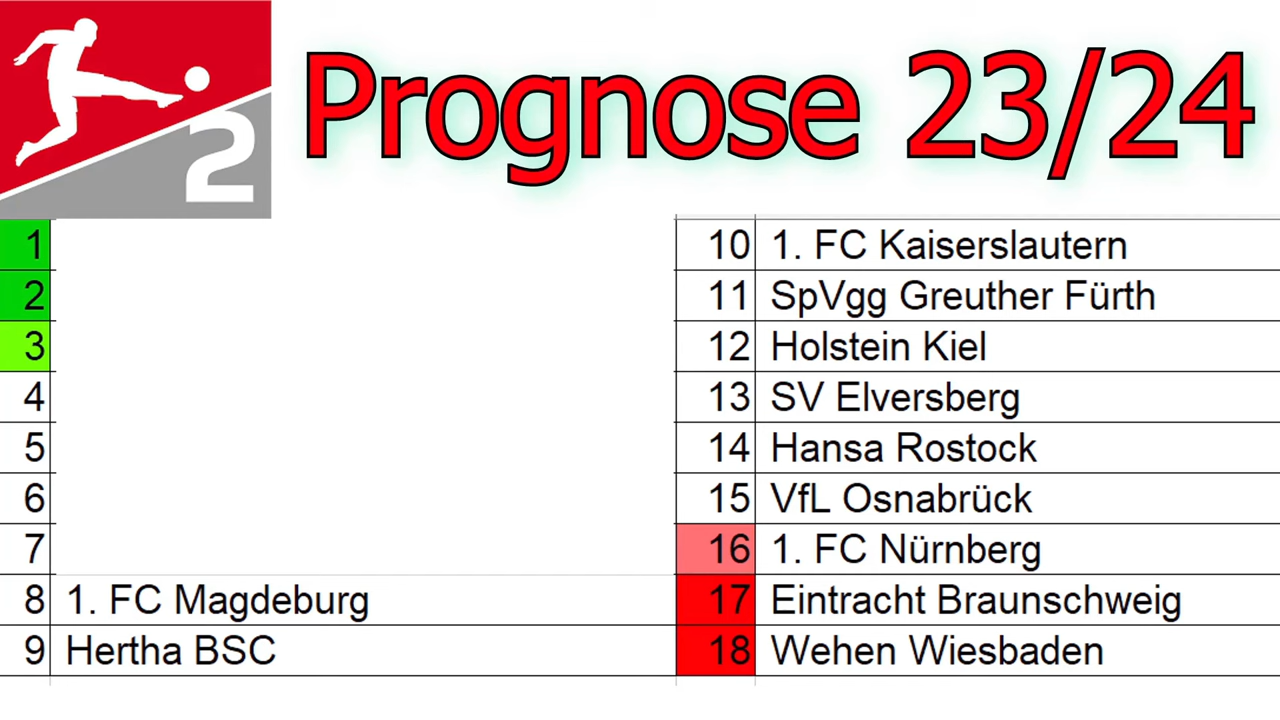 2
Prognose 23/24
1
2
3
4
5
6
7
8 1. FC Magdeburg
9 Hertha BSC
10 1. FC Kaiserslautern
11 SpVgg Greuther Fürth
12 Holstein Kiel
13 SV Elversberg
14 Hansa Rostock
15 VfL Osnabrück
16 1. FC Nürnberg
17 Eintracht Braunschweig
18 Wehen Wiesbaden